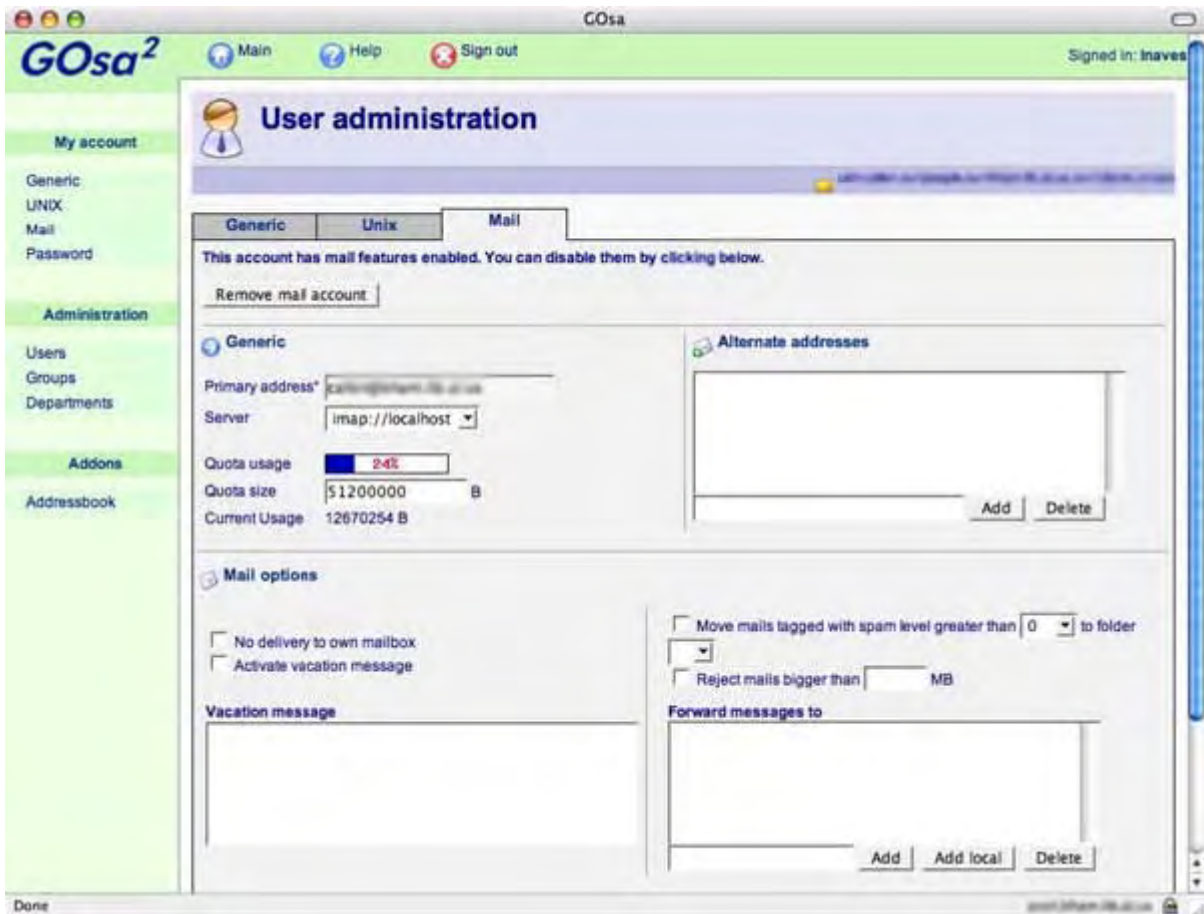 GOsa
GOsa2
Main
Help
Sign out
Signed in: lnaves
User administration
My account
Generic
UNIX
Mail
Password
Administration
Users
Groups
Departments
Addons
Addressbook
Generic
Unix
Mail
This account has mail features enabled. You can disable them by clicking below.
Remove mail account
Generic
Primary address*
Server
imap://localhost
Quota usage
24%
Quota size
51200000
B
Current Usage
12670254 B
Alternate addresses
Add
Delete
Mail options
No delivery to own mailbox
Activate vacation message
Vacation message
Move mails tagged with spam level greater than 0 to folder
Reject mails bigger than MB
Forward messages to
Add
Add local
Delete
Done